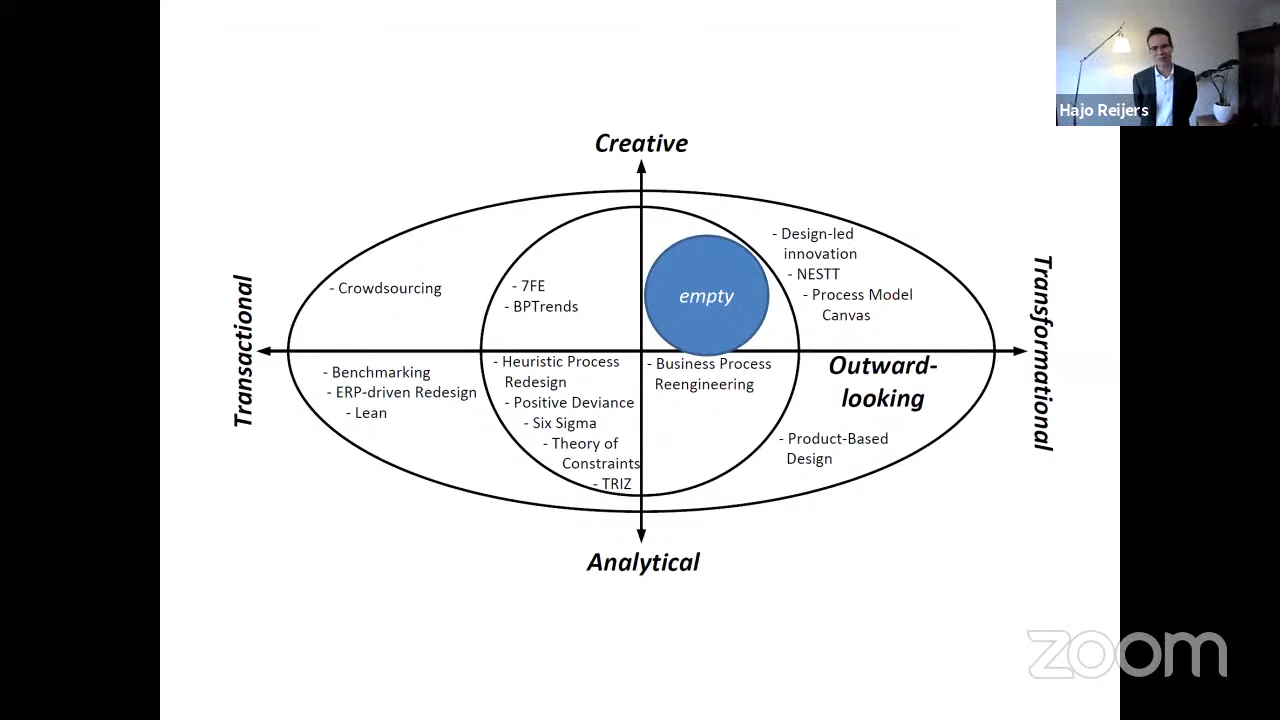 Hajo Reijers
Creative
Transactional
Transformational
- Crowdsourcing
- 7FE
- BPTrends
empty
- Design-led
innovation
- NESTT
- Process Model
Canvas
- Benchmarking
- ERP-driven Redesign
- Lean
- Heuristic Process
Redesign
- Positive Deviance
- Six Sigma
- Theory of
Constraints
- TRIZ
- Business Process
Reengineering
Outward-
looking
- Product-Based
Design
Analytical
zoom